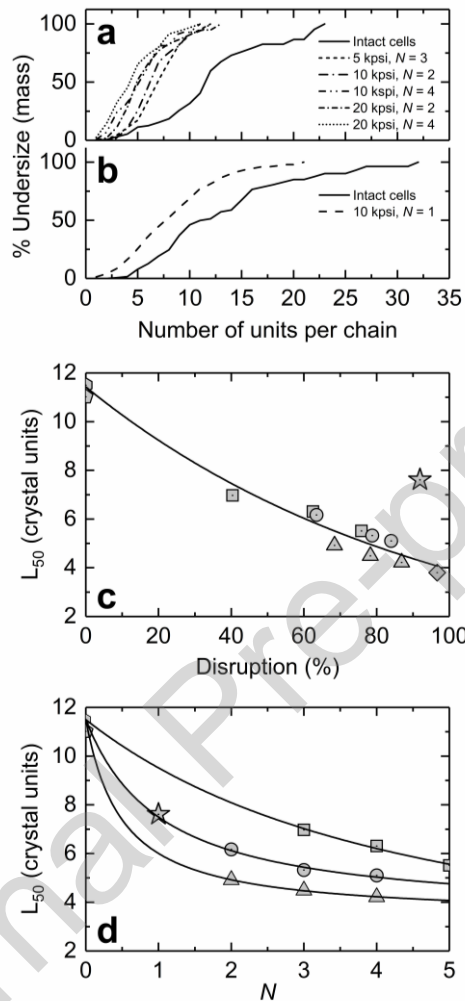 a
100
50
0
% Undersize (mass)
Intact cells
5 kpsi, N = 3
10 kpsi, N = 2
10 kspi, N = 4
20 kpsi, N = 2
20 kpsi, N = 4
b
100
50
0
Intact cells
10 kpsi, N = 1
0 5 10 15 20 25 30 35
Number of units per chain
12
10
8
6
4
2
L50 (crystal units)
c
0 20 40 60 80 100
Disruption (%)
12
10
8
6
4
2
L50 (crystal units)
d
0 1 2 3 4 5
N
nal Pre-p